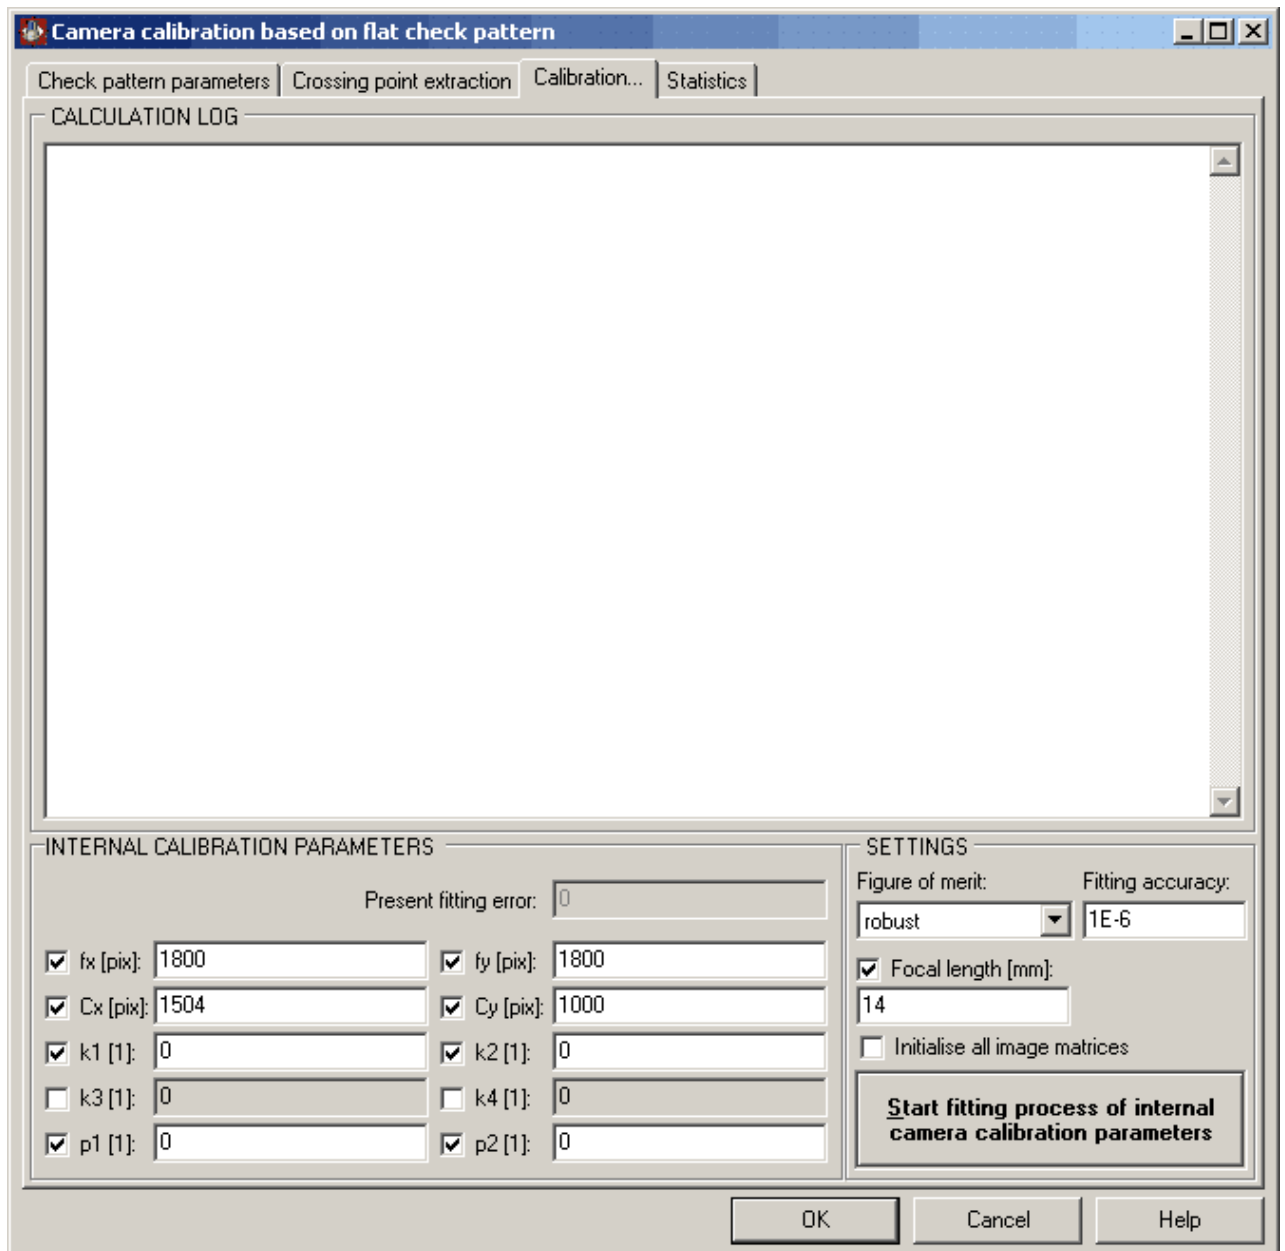 Camera calibration based on flat check pattern
Check pattern parameters Crossing point extraction Calibration... Statistics
CALCULATION LOG
INTERNAL CALIBRATION PARAMETERS
Present fitting error: 0
fx [pix]: 1800 fy [pix]: 1800
Cx [pix]: 1504 Cy [pix]: 1000
k1 [1]: 0 k2 [1]: 0
k3 [1]: 0 k4 [1]: 0
p1 [1]: 0 p2 [1]: 0
SETTINGS
Figure of merit: Fitting accuracy:
robust 1E-6
Focal length [mm]:
14
Initialise all image matrices
Start fitting process of internal
camera calibration parameters
OK Cancel Help